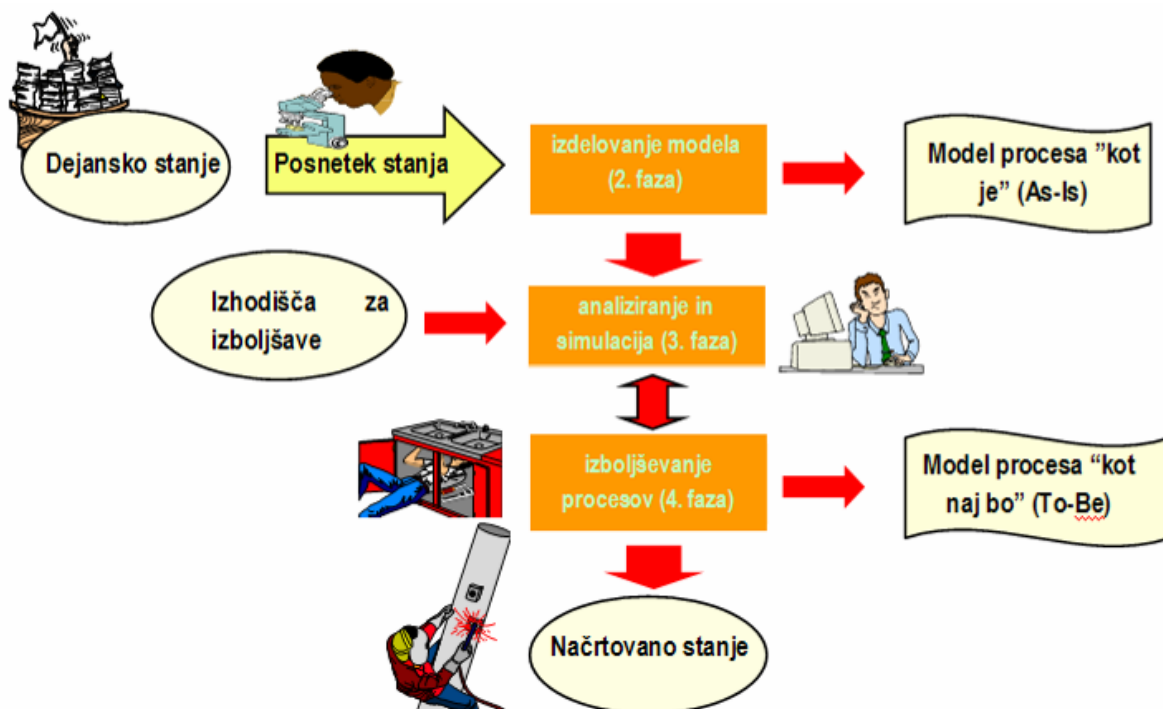 Dejansko stanje
Posnetek stanja
izdelovanje modela
(2. faza)
Model procesa ”kot
je” (As-Is)
Izhodišča za
izboljšave
analiziranje in
simulacija (3. faza)
izboljševanje
procesov (4. faza)
Model procesa “kot
naj bo” (To-Be)
Načrtovano stanje